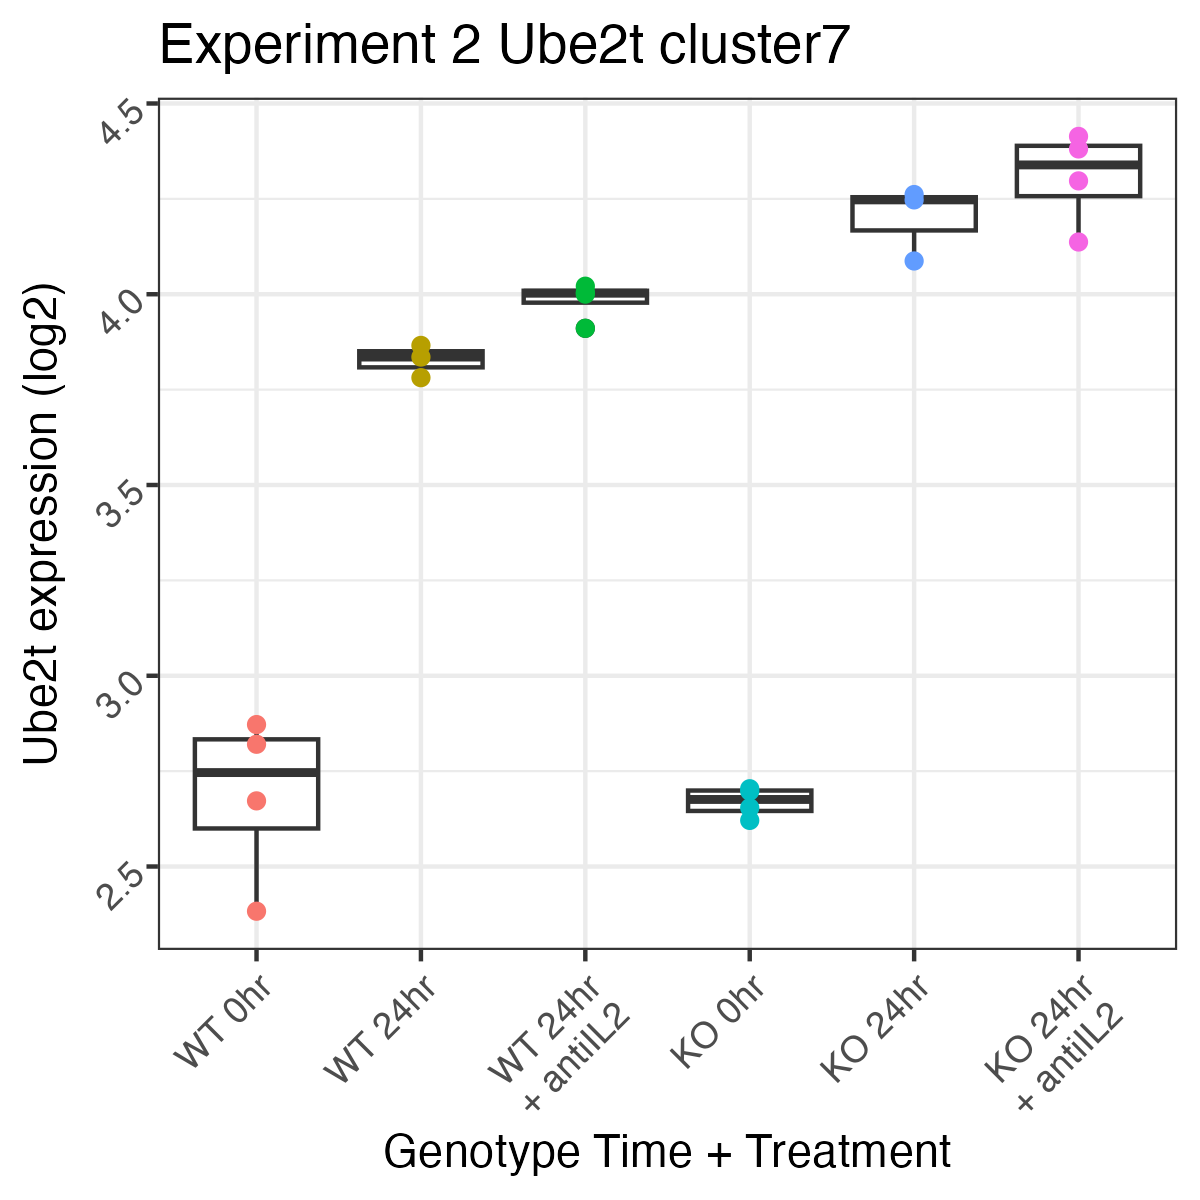 Experiment 2 Ube2t cluster7
Ube2t expression (log2)
4.5
4.0
3.5
3.0
2.5
WT 0hr
WT 24hr
WT 24hr
+ antiIL2
KO 0hr
KO 24hr
KO 24hr
+ antiIL2
Genotype Time + Treatment